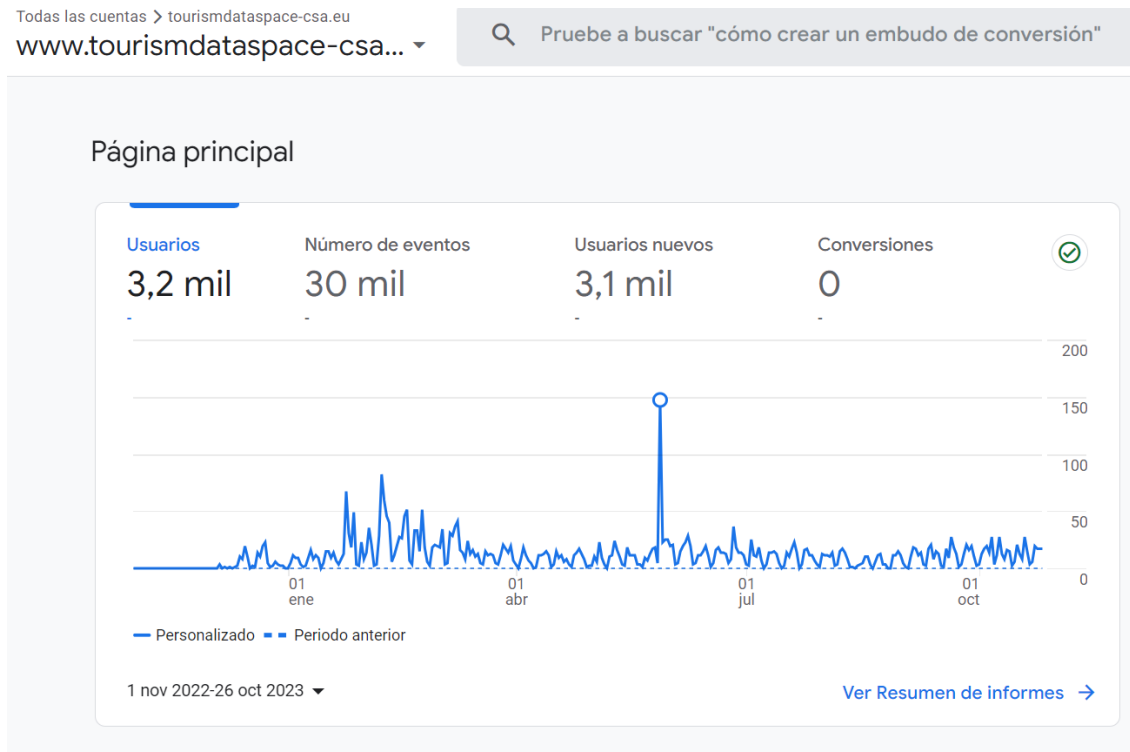 Todas las cuentas > tourismdataspace-csa.eu
www.tourismdataspace-csa...
Pruebe a buscar "cómo crear un embudo de conversión"
Página principal
Usuarios Número de eventos Usuarios nuevos Conversiones
3,2 mil 30 mil 3,1 mil 0
- - - -
200
150
100
50
0
01 01 01 01
ene abr jul oct
Personalizado Periodo anterior
1 nov 2022-26 oct 2023 Ver Resumen de informes